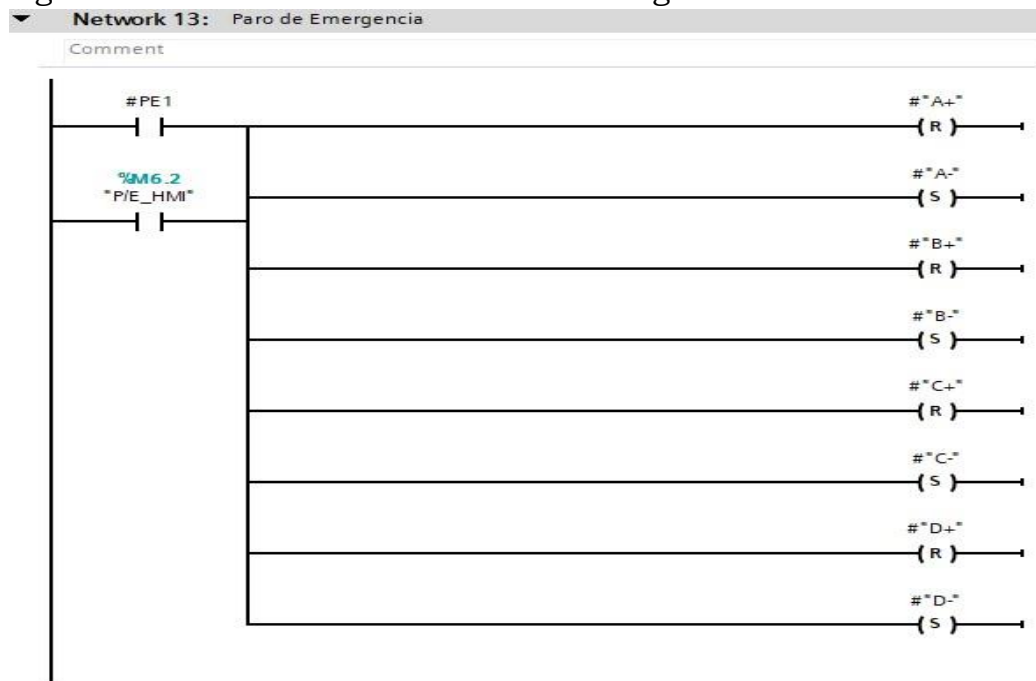 Network 13: Paro de Emergencia
Comment
#PE1
#"A+"
( R )
%M6.2
"P/E_HMI"
#"A-"
( S )
#"B+"
( R )
#"B-"
( S )
#"C+"
( R )
#"C-"
( S )
#"D+"
( R )
#"D-"
( S )